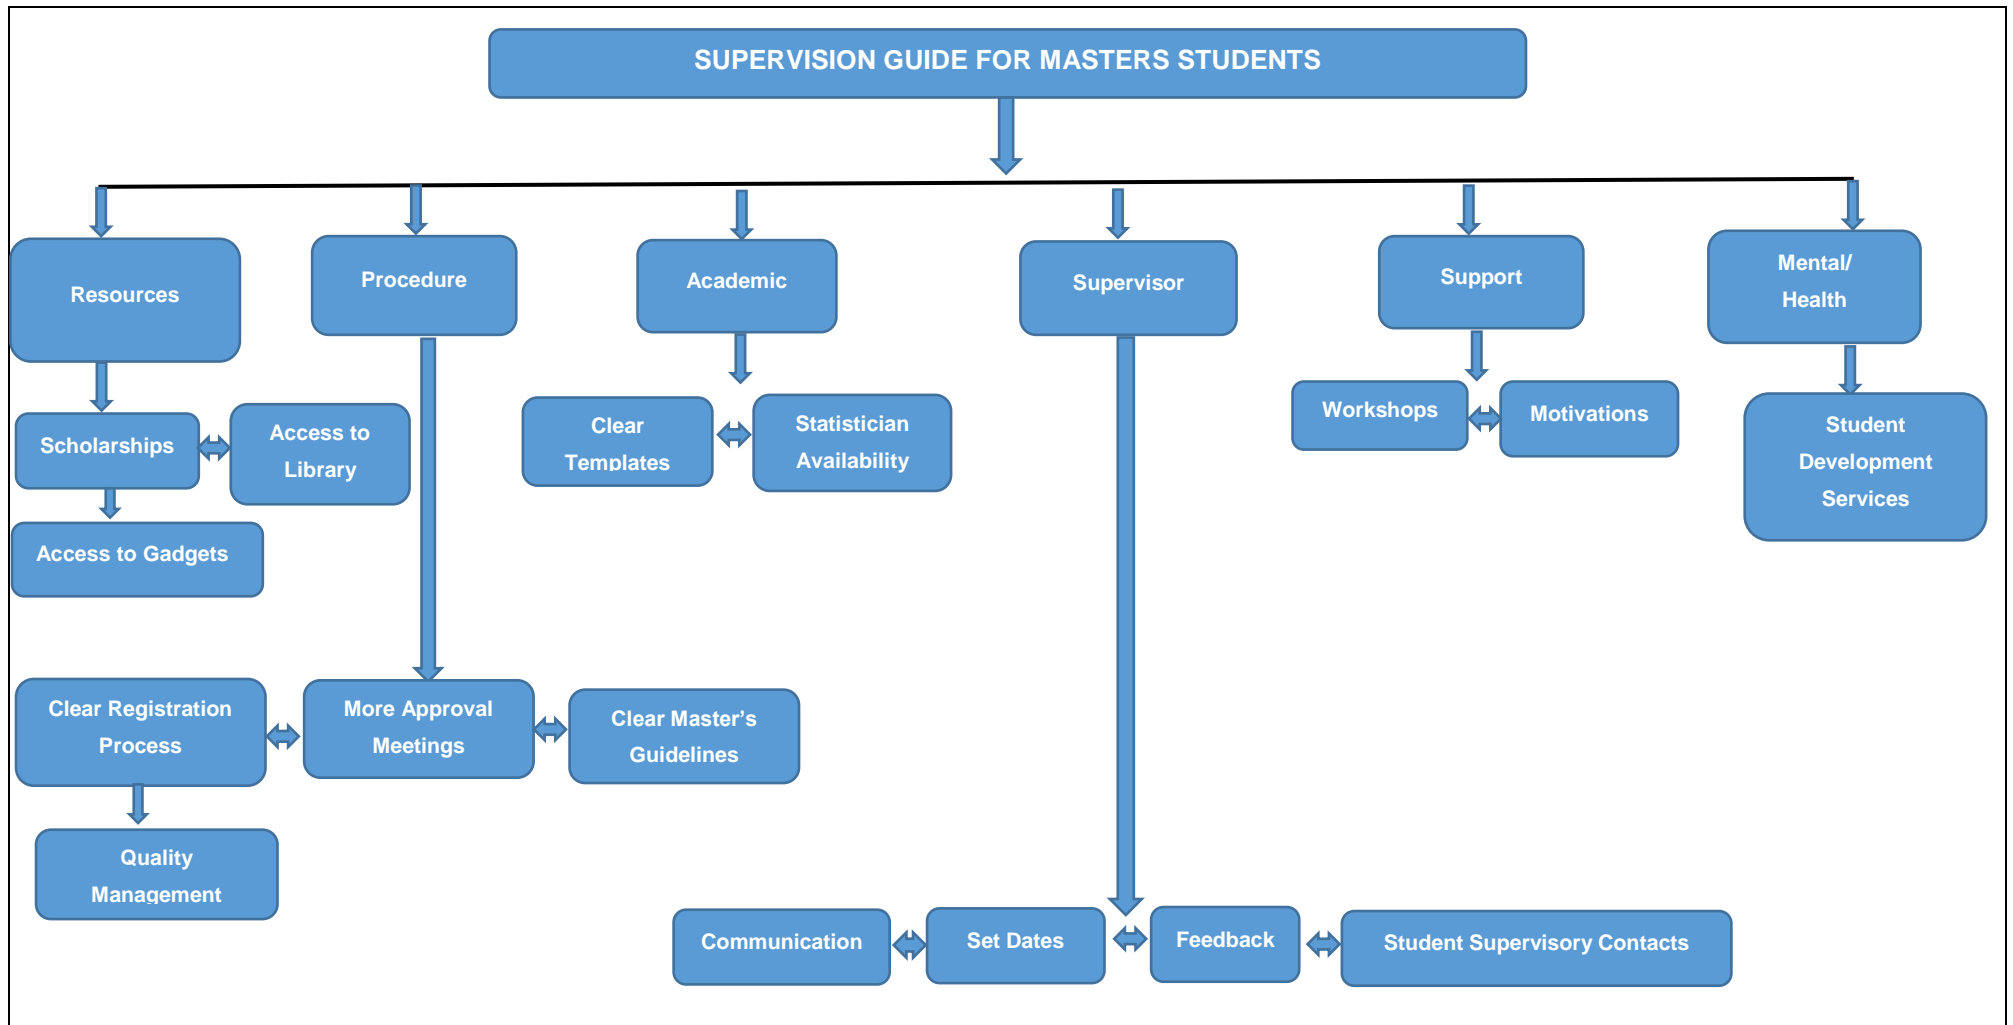 SUPERVISION GUIDE FOR MASTERS STUDENTS
Resources
Procedure
Academic
Supervisor
Support
Mental/
Health
Scholarships
Access to
Library
Access to Gadgets
Clear
Templates
Statistician
Availability
Workshops
Motivations
Student
Development
Services
Clear Registration
Process
More Approval
Meetings
Clear Master’s
Guidelines
Quality
Management
Communication
Set Dates
Feedback
Student Supervisory Contacts